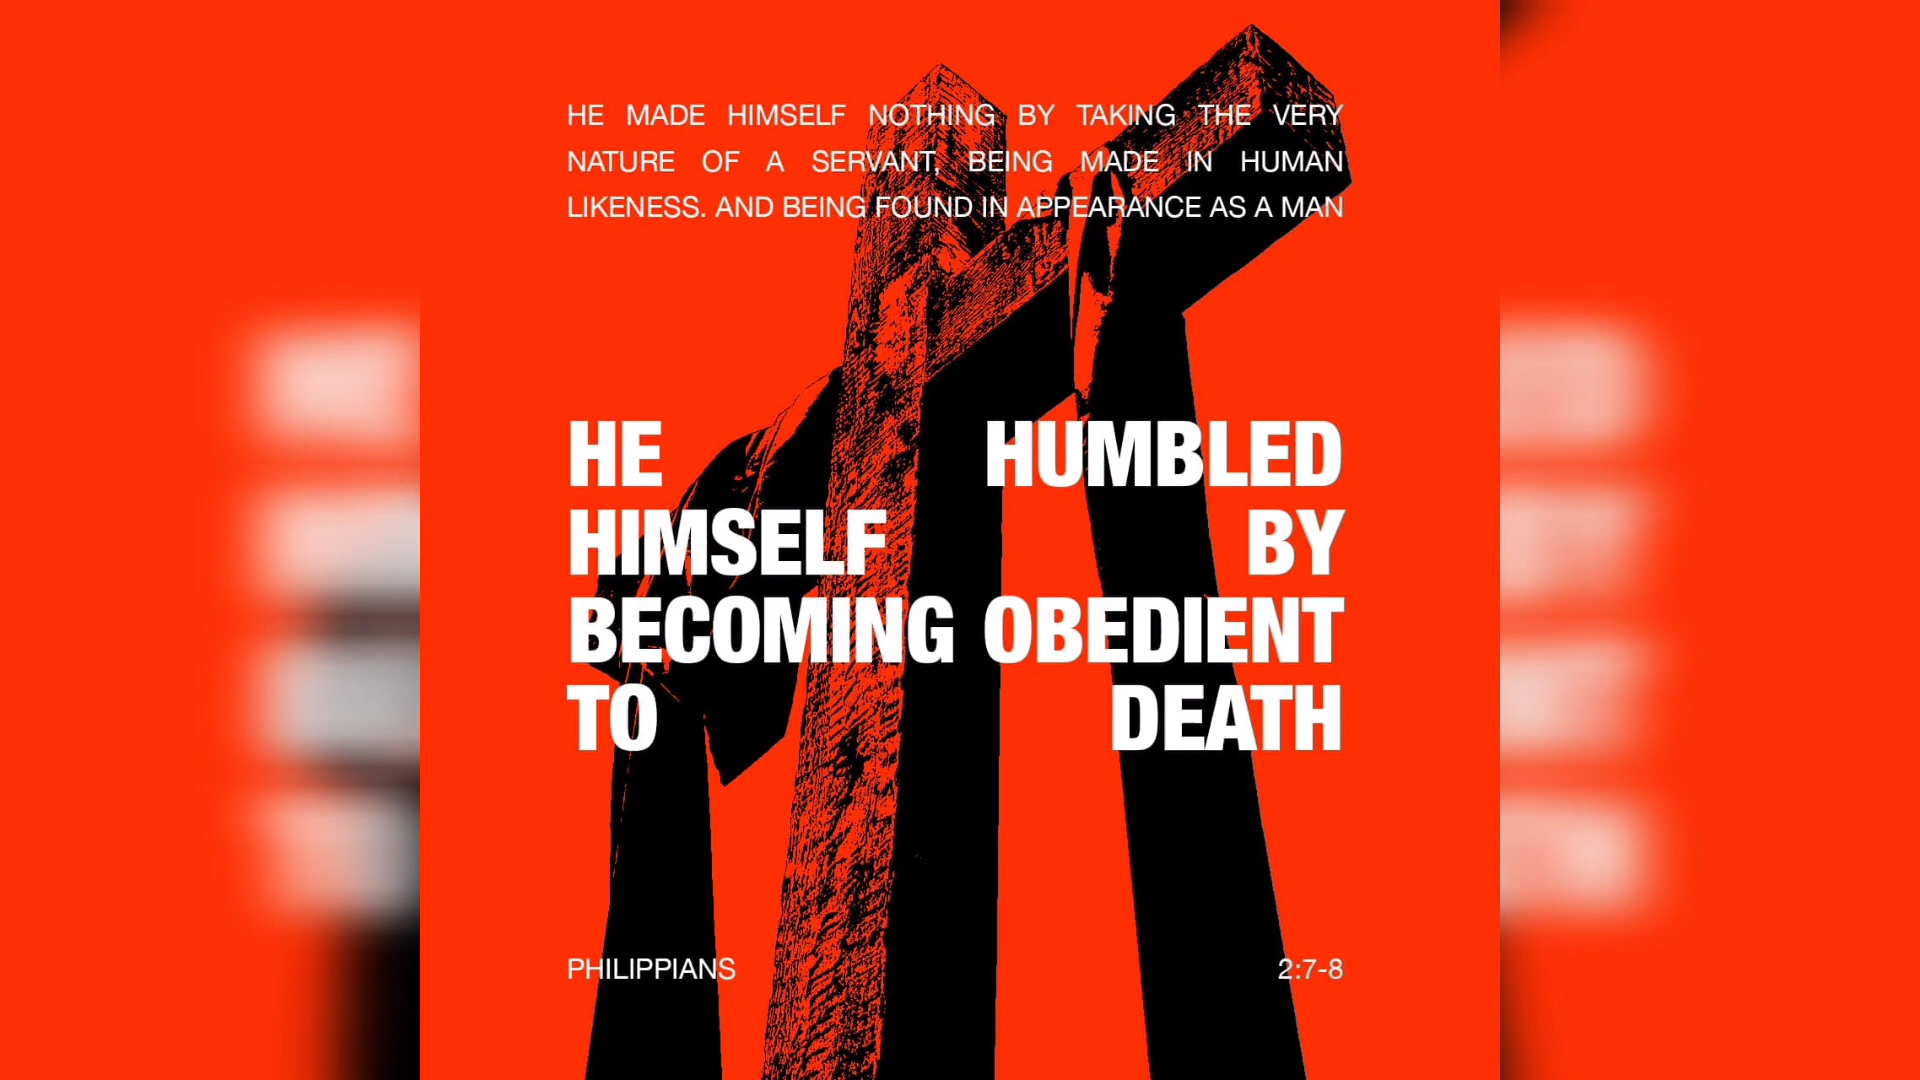 HE MADE HIMSELF NOTHING BY TAKING THE VERY
NATURE OF A SERVANT, BEING MADE IN HUMAN
LIKENESS. AND BEING FOUND IN APPEARANCE AS A MAN
HE HUMBLED
HIMSELF BY
BECOMING OBEDIENT
TO DEATH
PHILIPPIANS 2:7-8